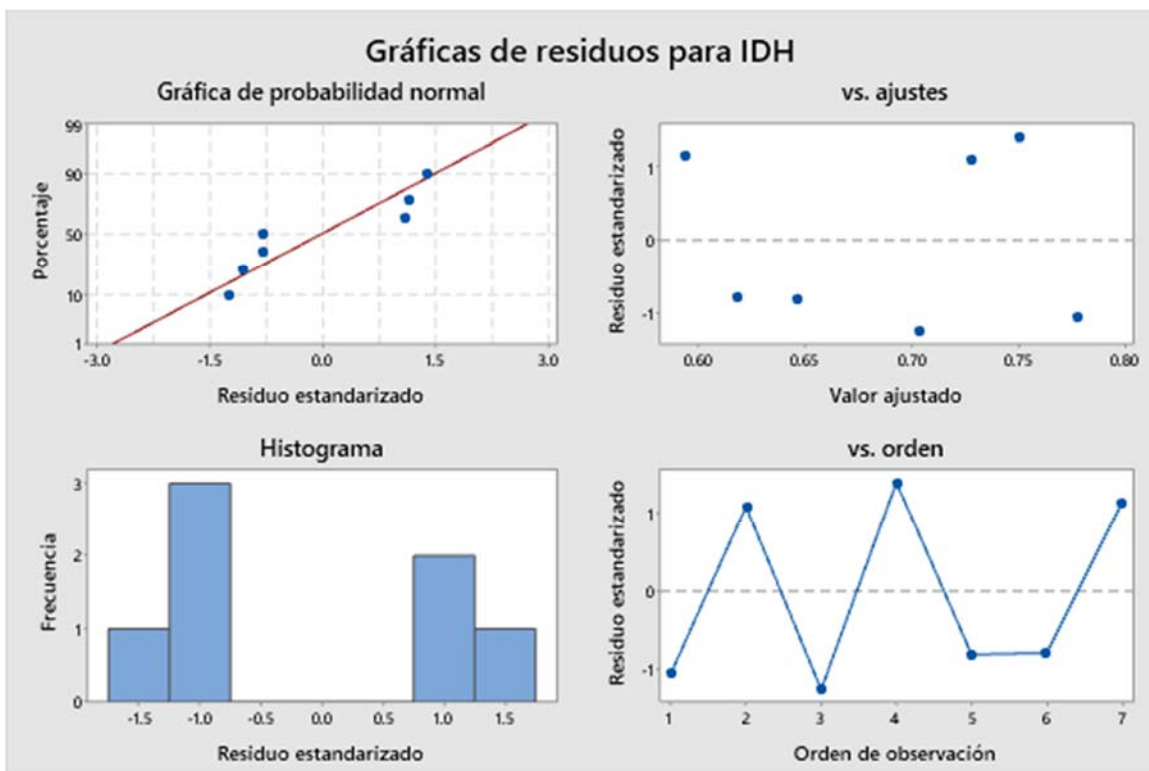 Gráficas de residuos para IDH
Gráfica de probabilidad normal
99
90
50
10
1
Porcentaje
-3.0 -1.5 0.0 1.5 3.0
Residuo estandarizado
vs. ajustes
1
0
-1
Residuo estandarizado
0.60 0.65 0.70 0.75 0.80
Valor ajustado
Histograma
3
2
1
0
Frecuencia
-1.5 -1.0 -0.5 0.0 0.5 1.0 1.5
Residuo estandarizado
vs. orden
1
0
-1
Residuo estandarizado
1 2 3 4 5 6 7
Orden de observación